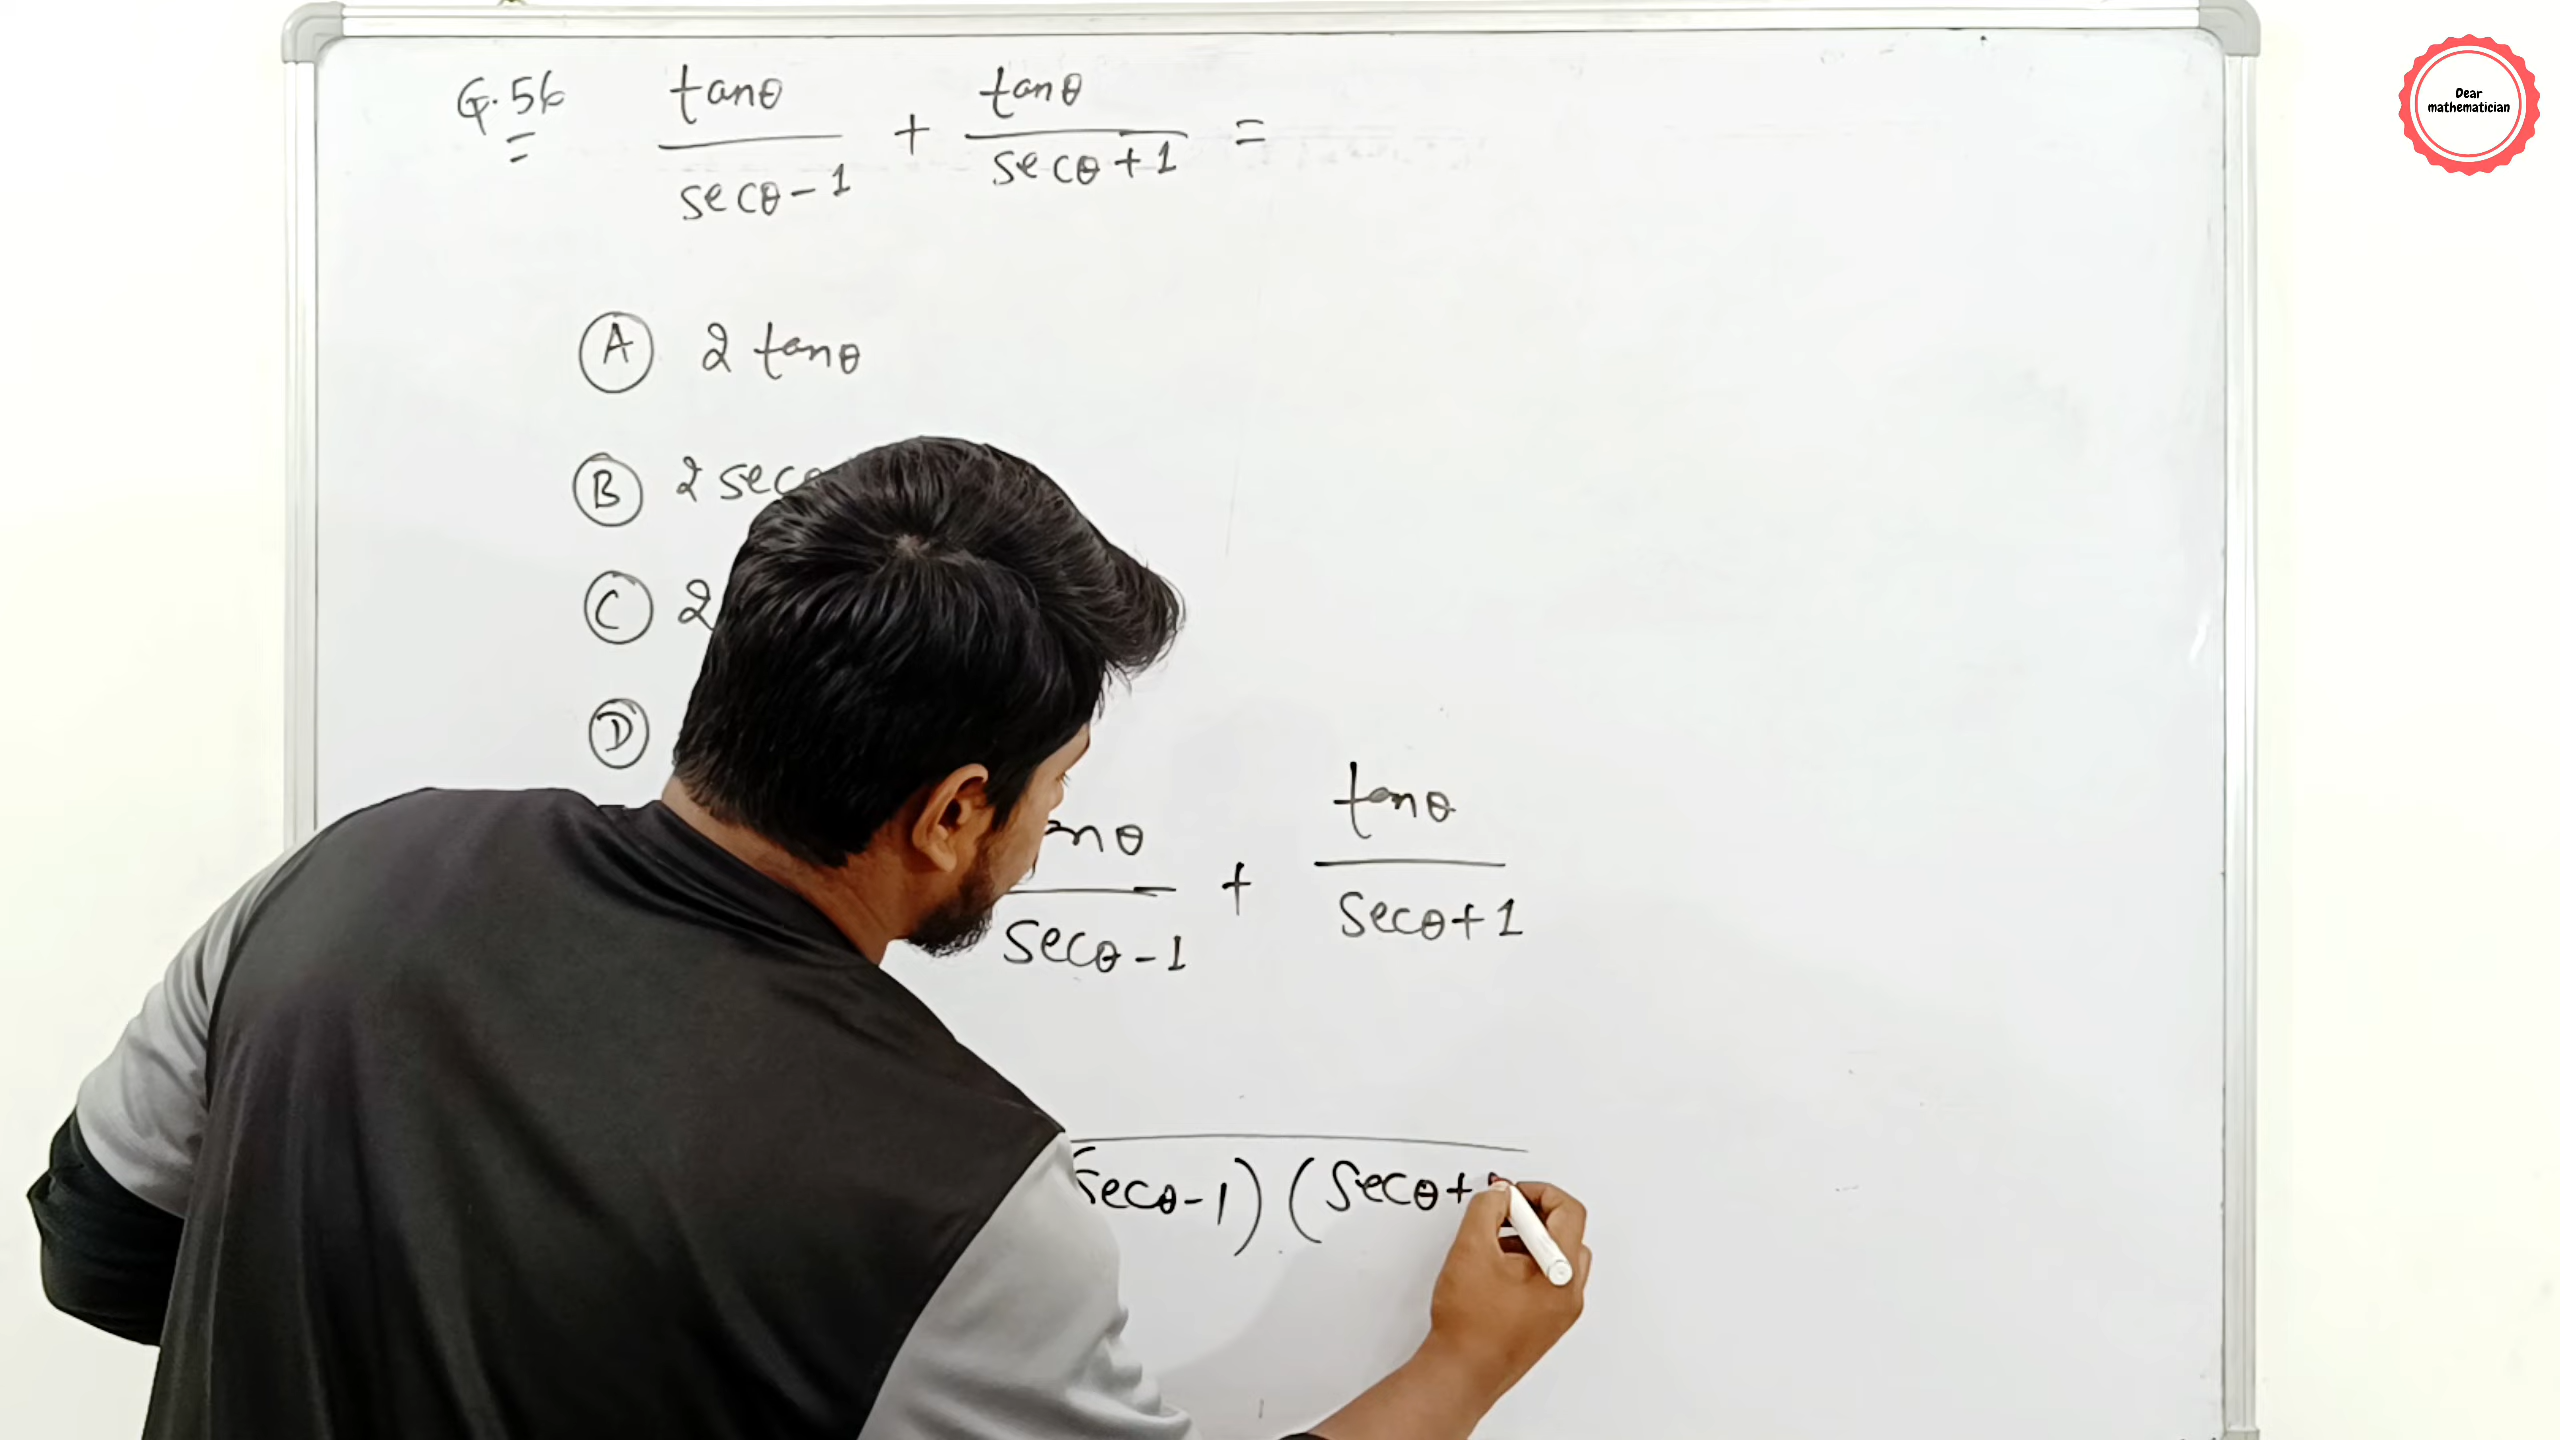 Q.56 tanθ/secθ-1 + tanθ/secθ+1 =
Dear
mathematician
A 2 tanθ
B 2 sec
C 2
D
nθ/secθ-1 + tanθ/secθ+1
secθ-1) (secθ+